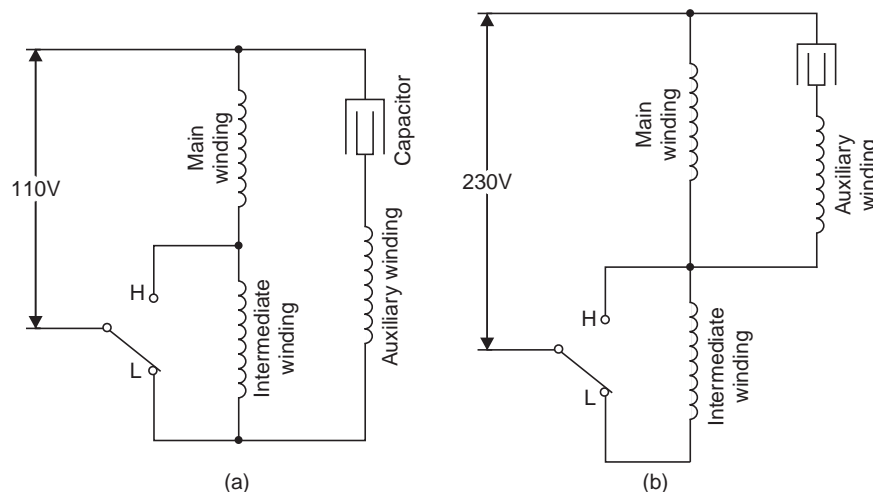 110V
Main
winding
Capacitor
H
L
Intermediate
winding
Auxiliary winding
(a)
230V
Main
winding
Auxiliary
winding
H
L
Intermediate
winding
(b)